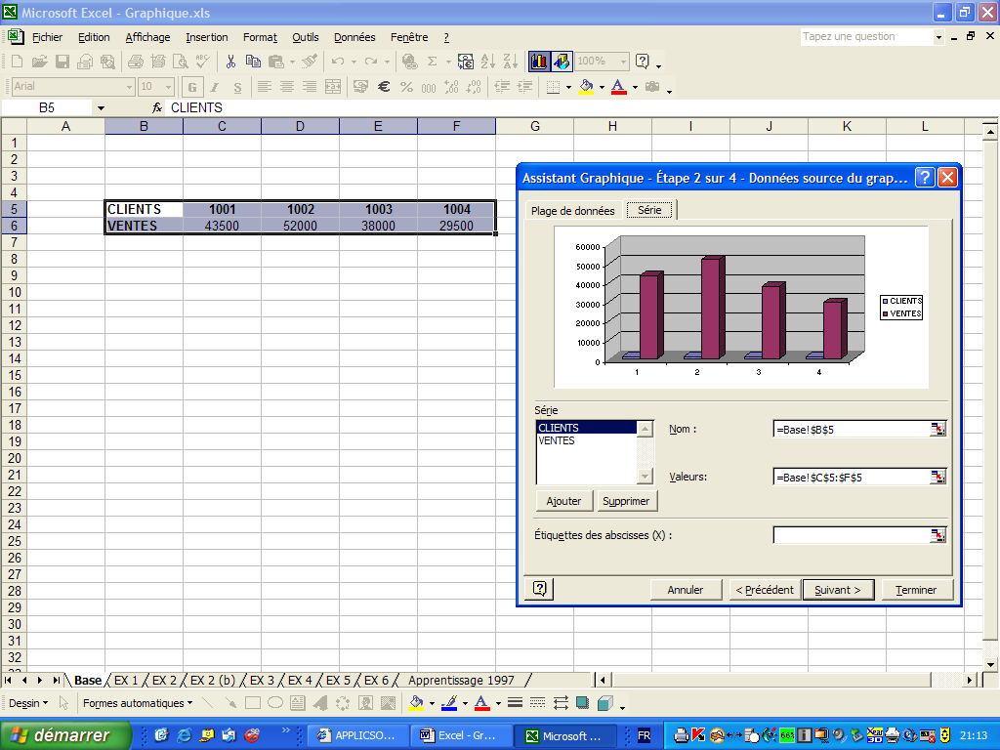 Microsoft Excel - Graphique.xls
Fichier Edition Affichage Insertion Format Outils Données Fenêtre ? Tapez une question
100%
Arial 10 G I S € % 000
B5 fx CLIENTS
A B C D E F G H I J K L
1
2
3
4
5 CLIENTS 1001 1002 1003 1004
6 VENTES 43500 52000 38000 29500
7
8
9
10
11
12
13
14
15
16
17
18
19
20
21
22
23
24
25
26
27
28
29
30
31
32
Assistant Graphique - Étape 2 sur 4 - Données source du grap...
Plage de données Série
60000
50000
40000
30000
20000
10000
0
1 2 3 4
CLIENTS
VENTES
Série
CLIENTS
VENTES
Nom : =Base!$B$5
Valeurs: =Base!$C$5:$F$5
Ajouter Supprimer
Étiquettes des abscisses (X) :
Annuler < Précédent Suivant > Terminer
Base EX 1 EX 2 EX 2 (b) EX 3 EX 4 EX 5 EX 6 Apprentissage 1997
Dessin Formes automatiques
démarrer APPLICSO... Excel - Gr... Microsoft ... FR 21:13